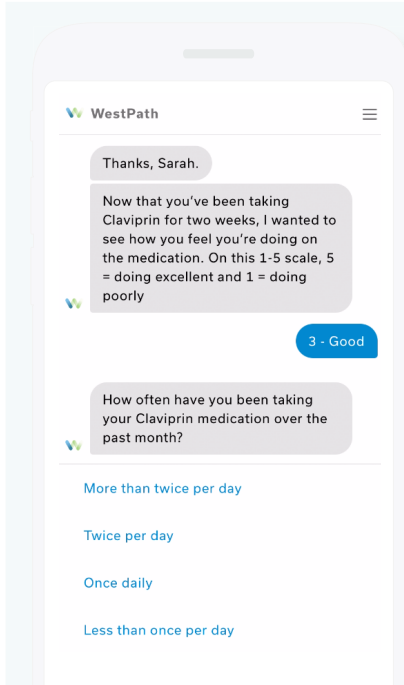 WestPath
Thanks, Sarah.
Now that you’ve been taking
Claviprin for two weeks, I wanted to
see how you feel you’re doing on
the medication. On this 1-5 scale, 5
= doing excellent and 1 = doing
poorly
3 - Good
How often have you been taking
your Claviprin medication over the
past month?
More than twice per day
Twice per day
Once daily
Less than once per day